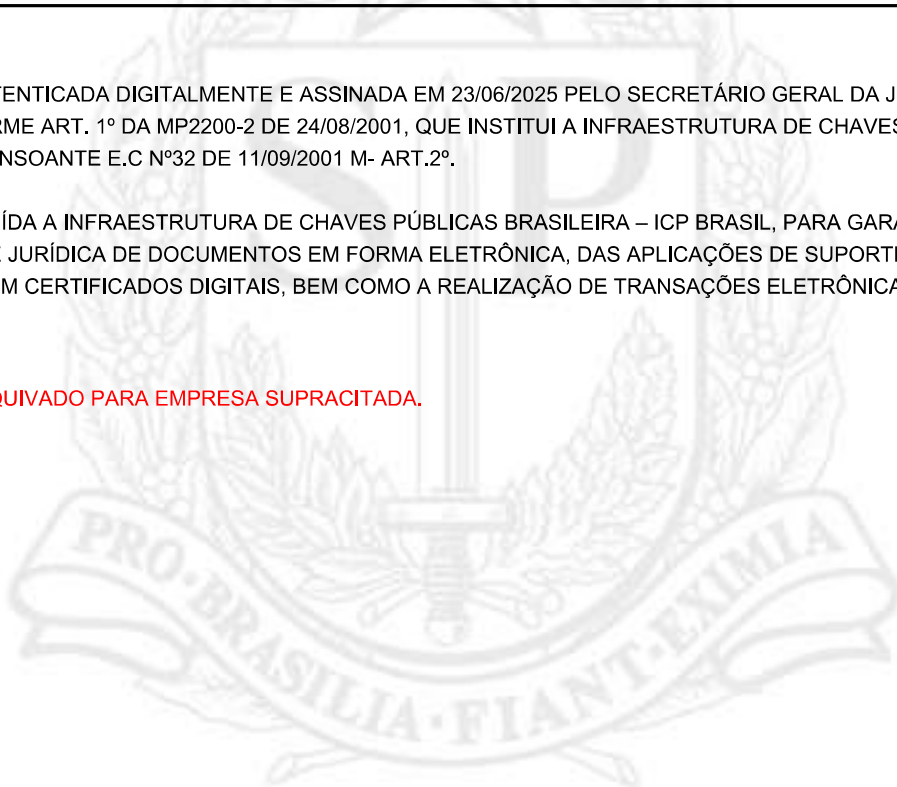 TENTICADA DIGITALMENTE E ASSINADA EM 23/06/2025 PELO SECRETÁRIO GERAL DA J
RME ART. 1º DA MP2200-2 DE 24/08/2001, QUE INSTITUI A INFRAESTRUTURA DE CHAVES
NSOANTE E.C Nº32 DE 11/09/2001 M- ART.2º.
ÍDA A INFRAESTRUTURA DE CHAVES PÚBLICAS BRASILEIRA – ICP BRASIL, PARA GARA
E JURÍDICA DE DOCUMENTOS EM FORMA ELETRÔNICA, DAS APLICAÇÕES DE SUPORTE
M CERTIFICADOS DIGITAIS, BEM COMO A REALIZAÇÃO DE TRANSAÇÕES ELETRÔNICA
QUIVADO PARA EMPRESA SUPRACITADA.
SP
PRO·BRASILIA·FIANT·EXIMIA